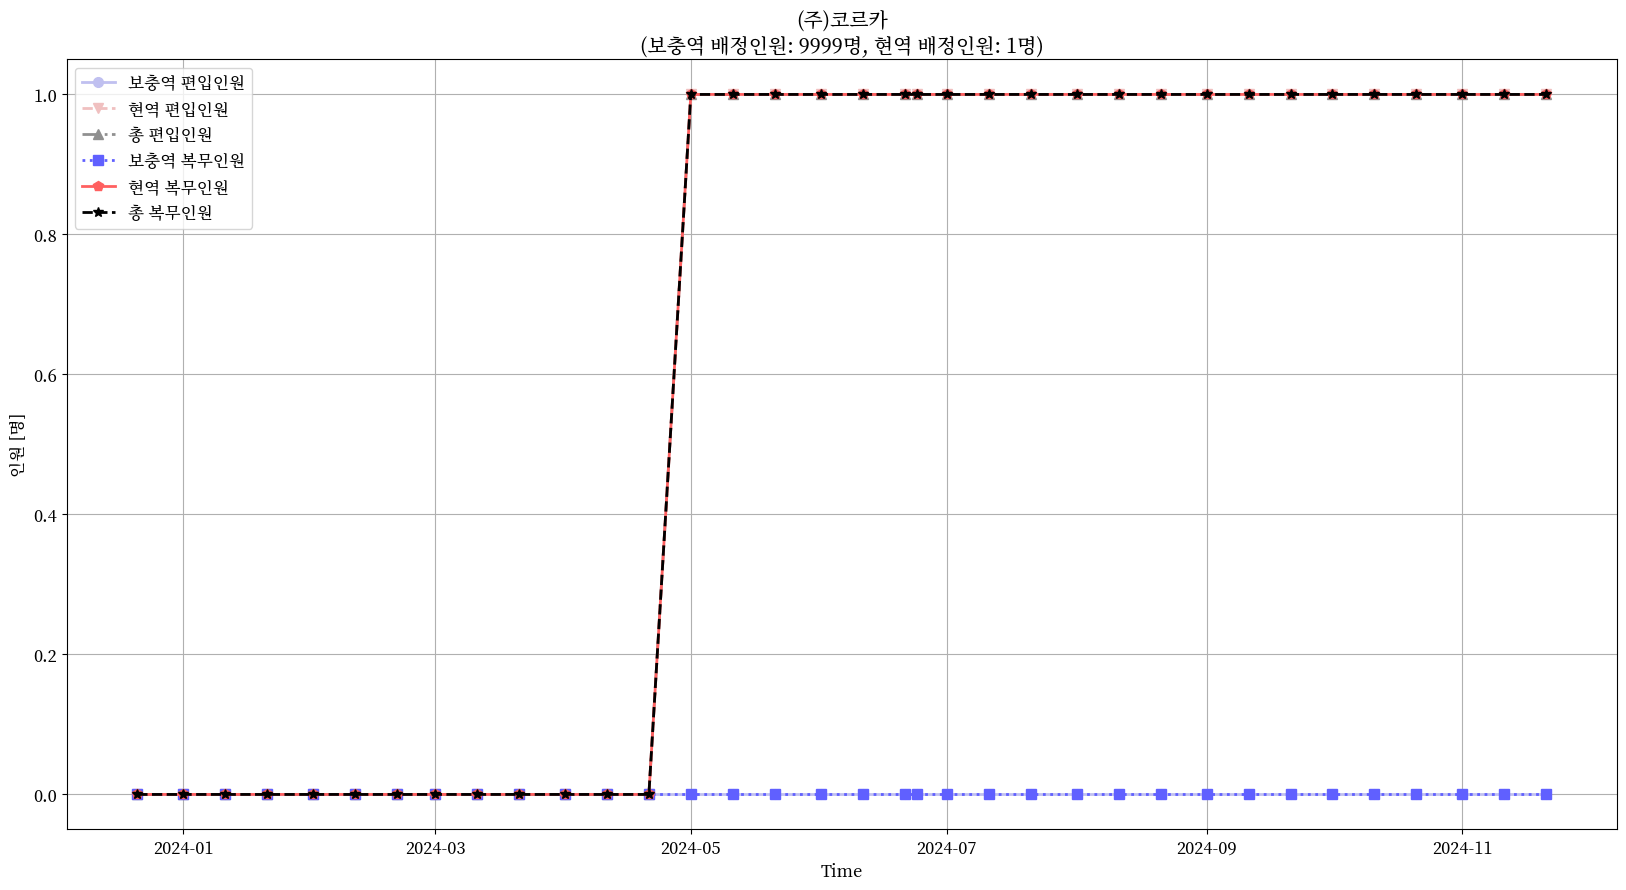 (주)코르카
(보충역 배정인원: 9999명, 현역 배정인원: 1명)
보충역 편입인원
현역 편입인원
총 편입인원
보충역 복무인원
현역 복무인원
총 복무인원
1.0
0.8
0.6
0.4
0.2
0.0
인원 [명]
2024-01
2024-03
2024-05
2024-07
2024-09
2024-11
Time